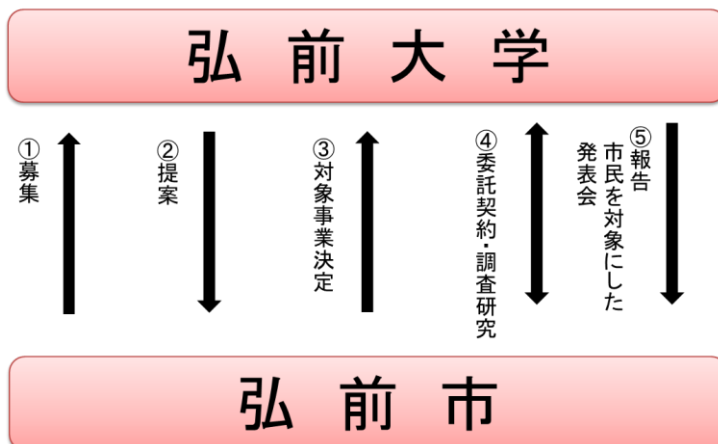 弘前大学
①募集
②提案
③対象事業決定
④委託契約・調査研究
⑤報告
市民を対象にした
発表会
弘前市